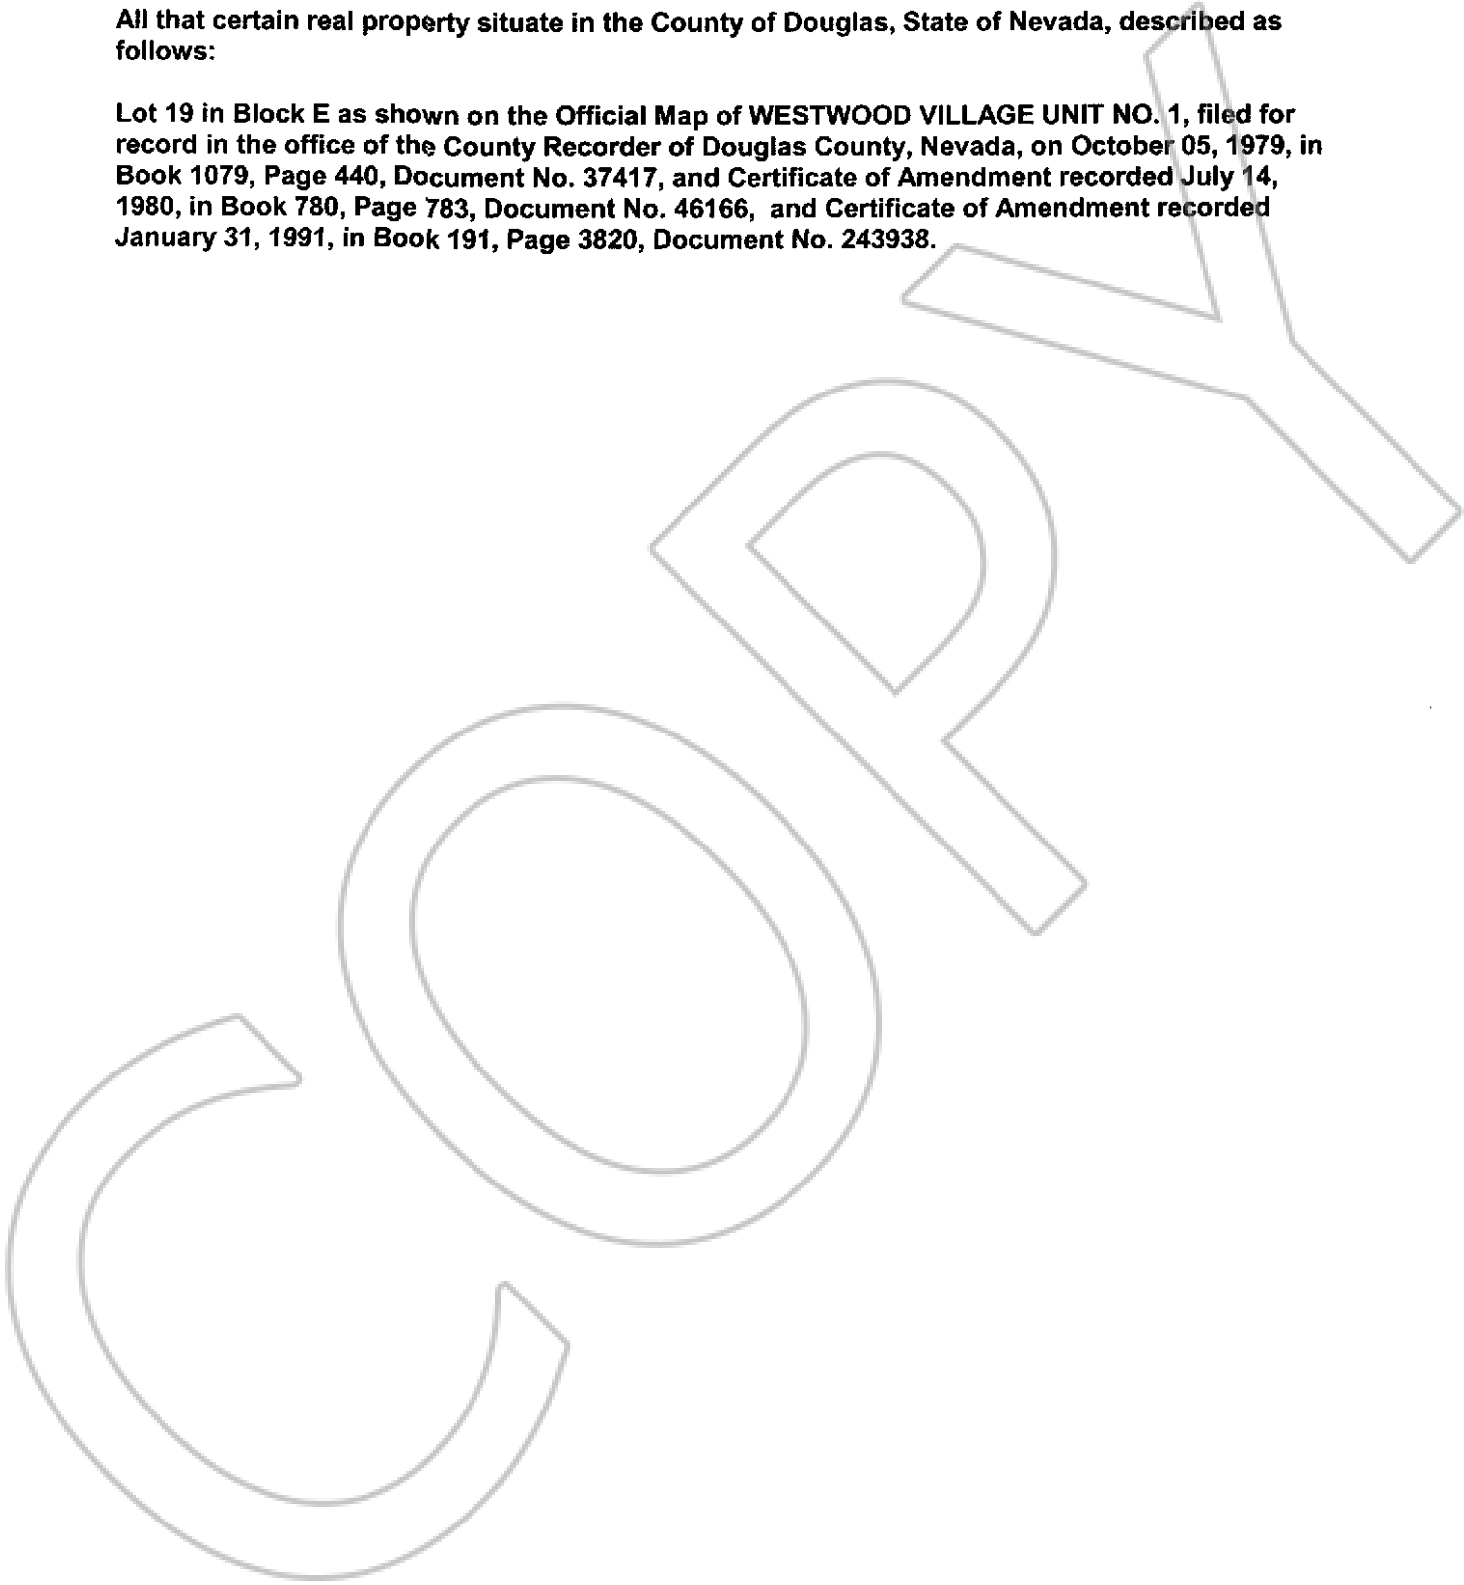 All that certain real property situate in the County of Douglas, State of Nevada, described as
follows:
Lot 19 in Block E as shown on the Official Map of WESTWOOD VILLAGE UNIT NO. 1, filed for
record in the office of the County Recorder of Douglas County, Nevada, on October 05, 1979, in
Book 1079, Page 440, Document No. 37417, and Certificate of Amendment recorded July 14,
1980, in Book 780, Page 783, Document No. 46166,  and Certificate of Amendment recorded
January 31, 1991, in Book 191, Page 3820, Document No. 243938.
COPY